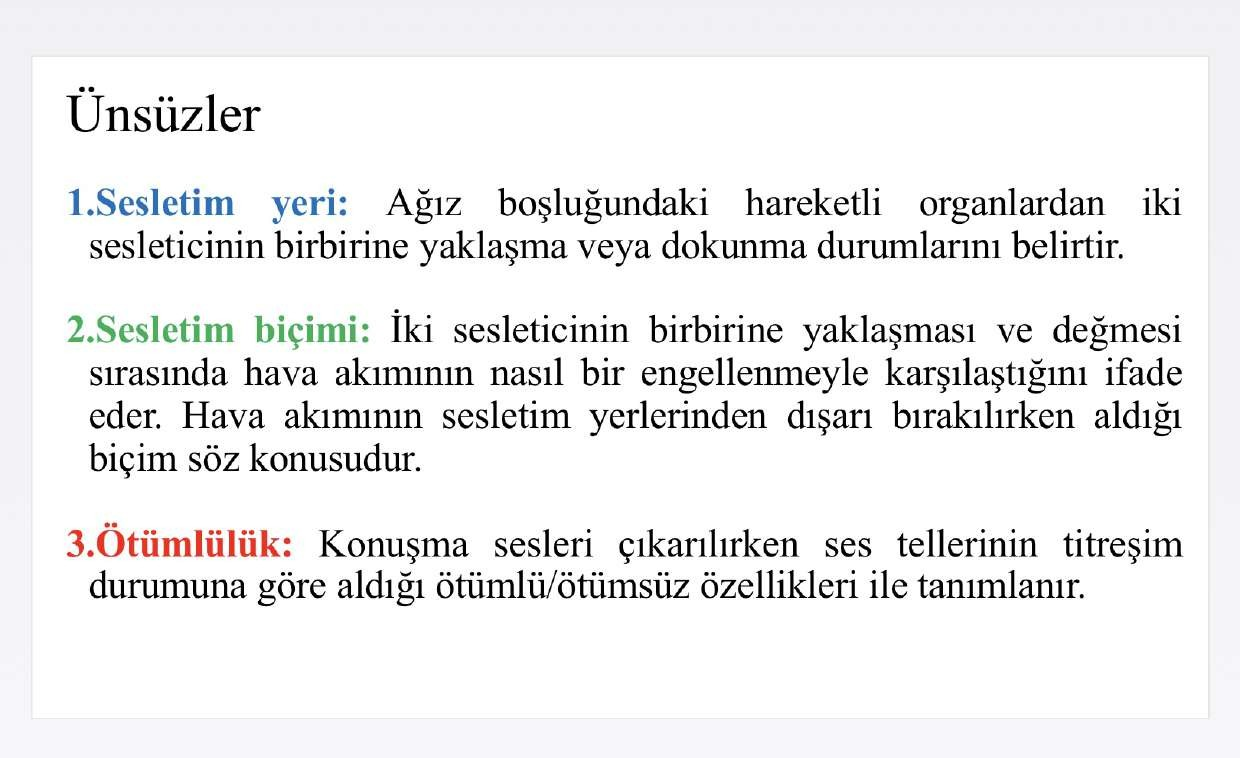 Ünsüzler
1.Sesletim yeri: Ağız boşluğundaki hareketli organlardan iki
sesleticinin birbirine yaklaşma veya dokunma durumlarını belirtir.
2.Sesletim biçimi: İki sesleticinin birbirine yaklaşması ve değmesi
sırasında hava akımının nasıl bir engellenmeyle karşılaştığını ifade
eder. Hava akımının sesletim yerlerinden dışarı bırakılırken aldığı
biçim söz konusudur.
3.Ötümlülük: Konuşma sesleri çıkarılırken ses tellerinin titreşim
durumuna göre aldığı ötümlü/ötümsüz özellikleri ile tanımlanır.